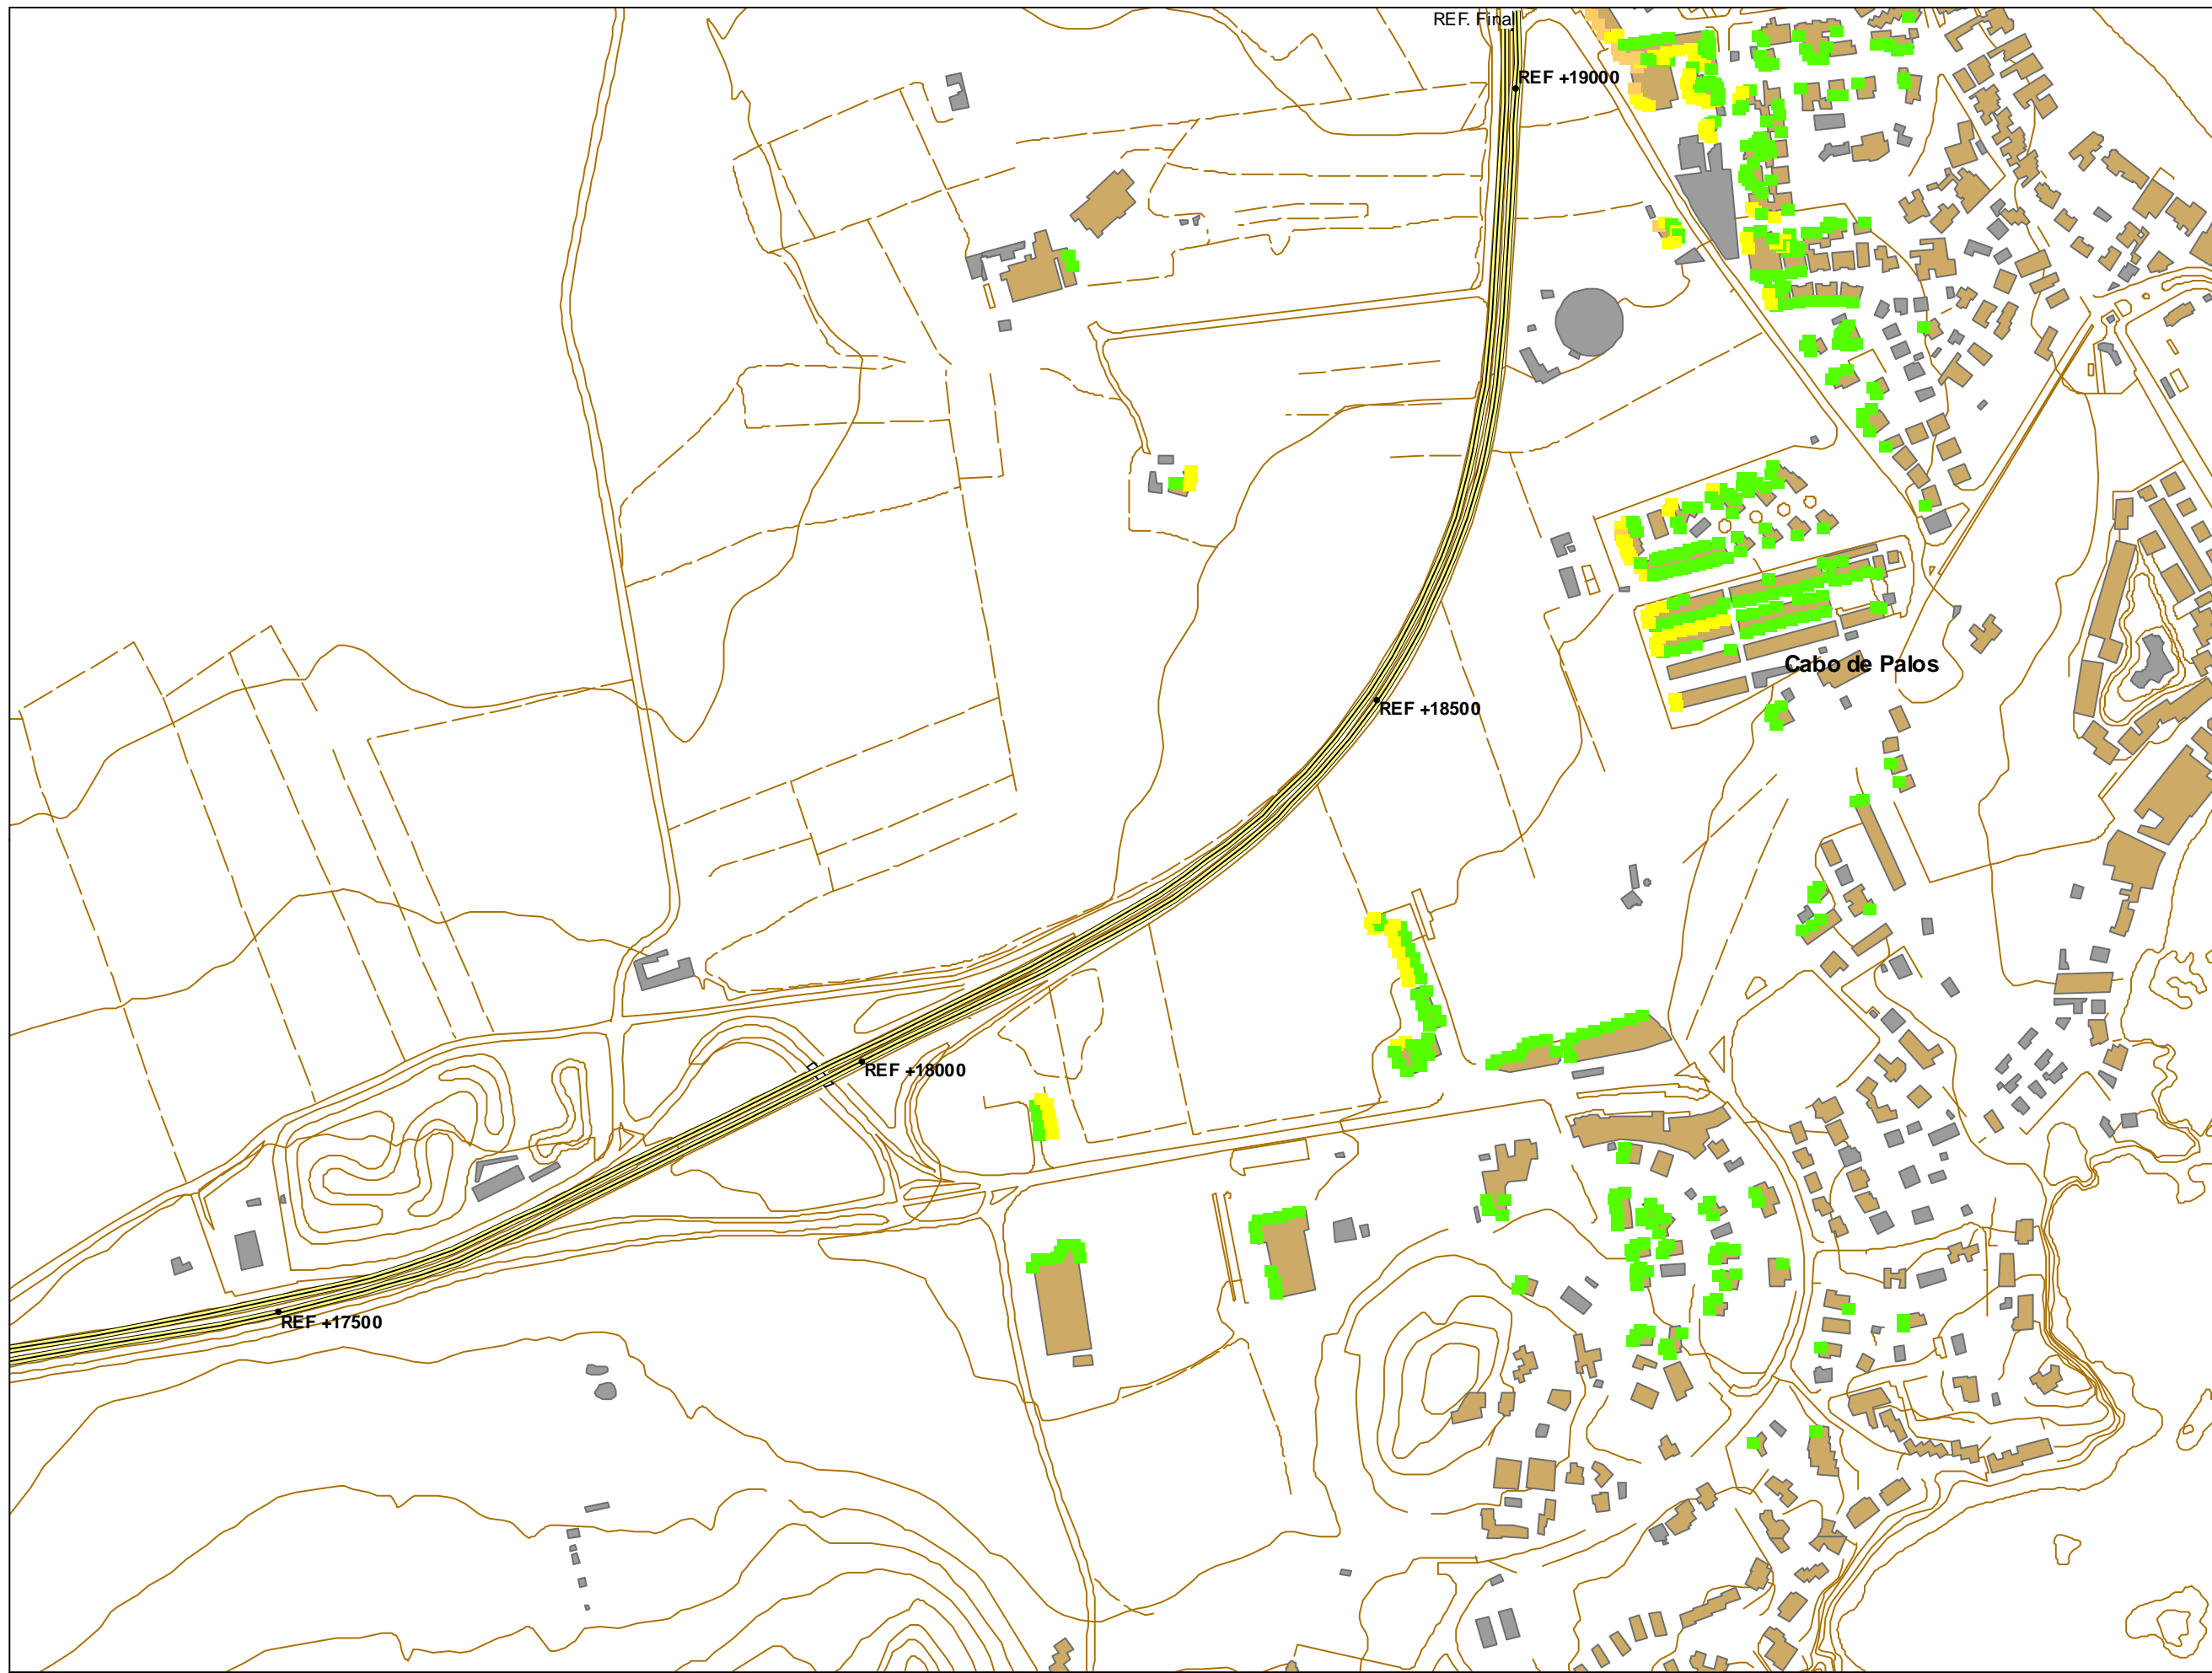 REF. Final
REF +19000
Cabo de Palos
REF +18500
REF +18000
REF +17500